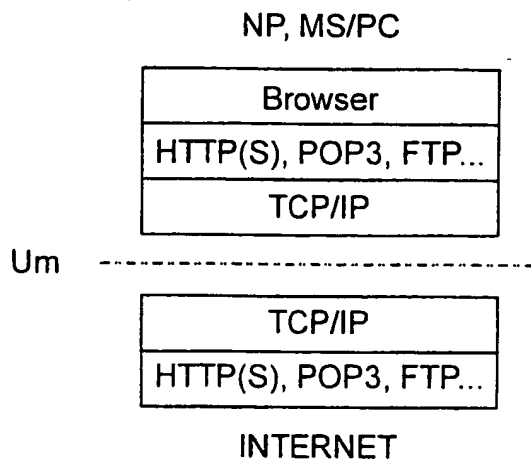 NP, MS/PC
Browser
HTTP(S), POP3, FTP...
TCP/IP
Um
TCP/IP
HTTP(S), POP3, FTP...
INTERNET